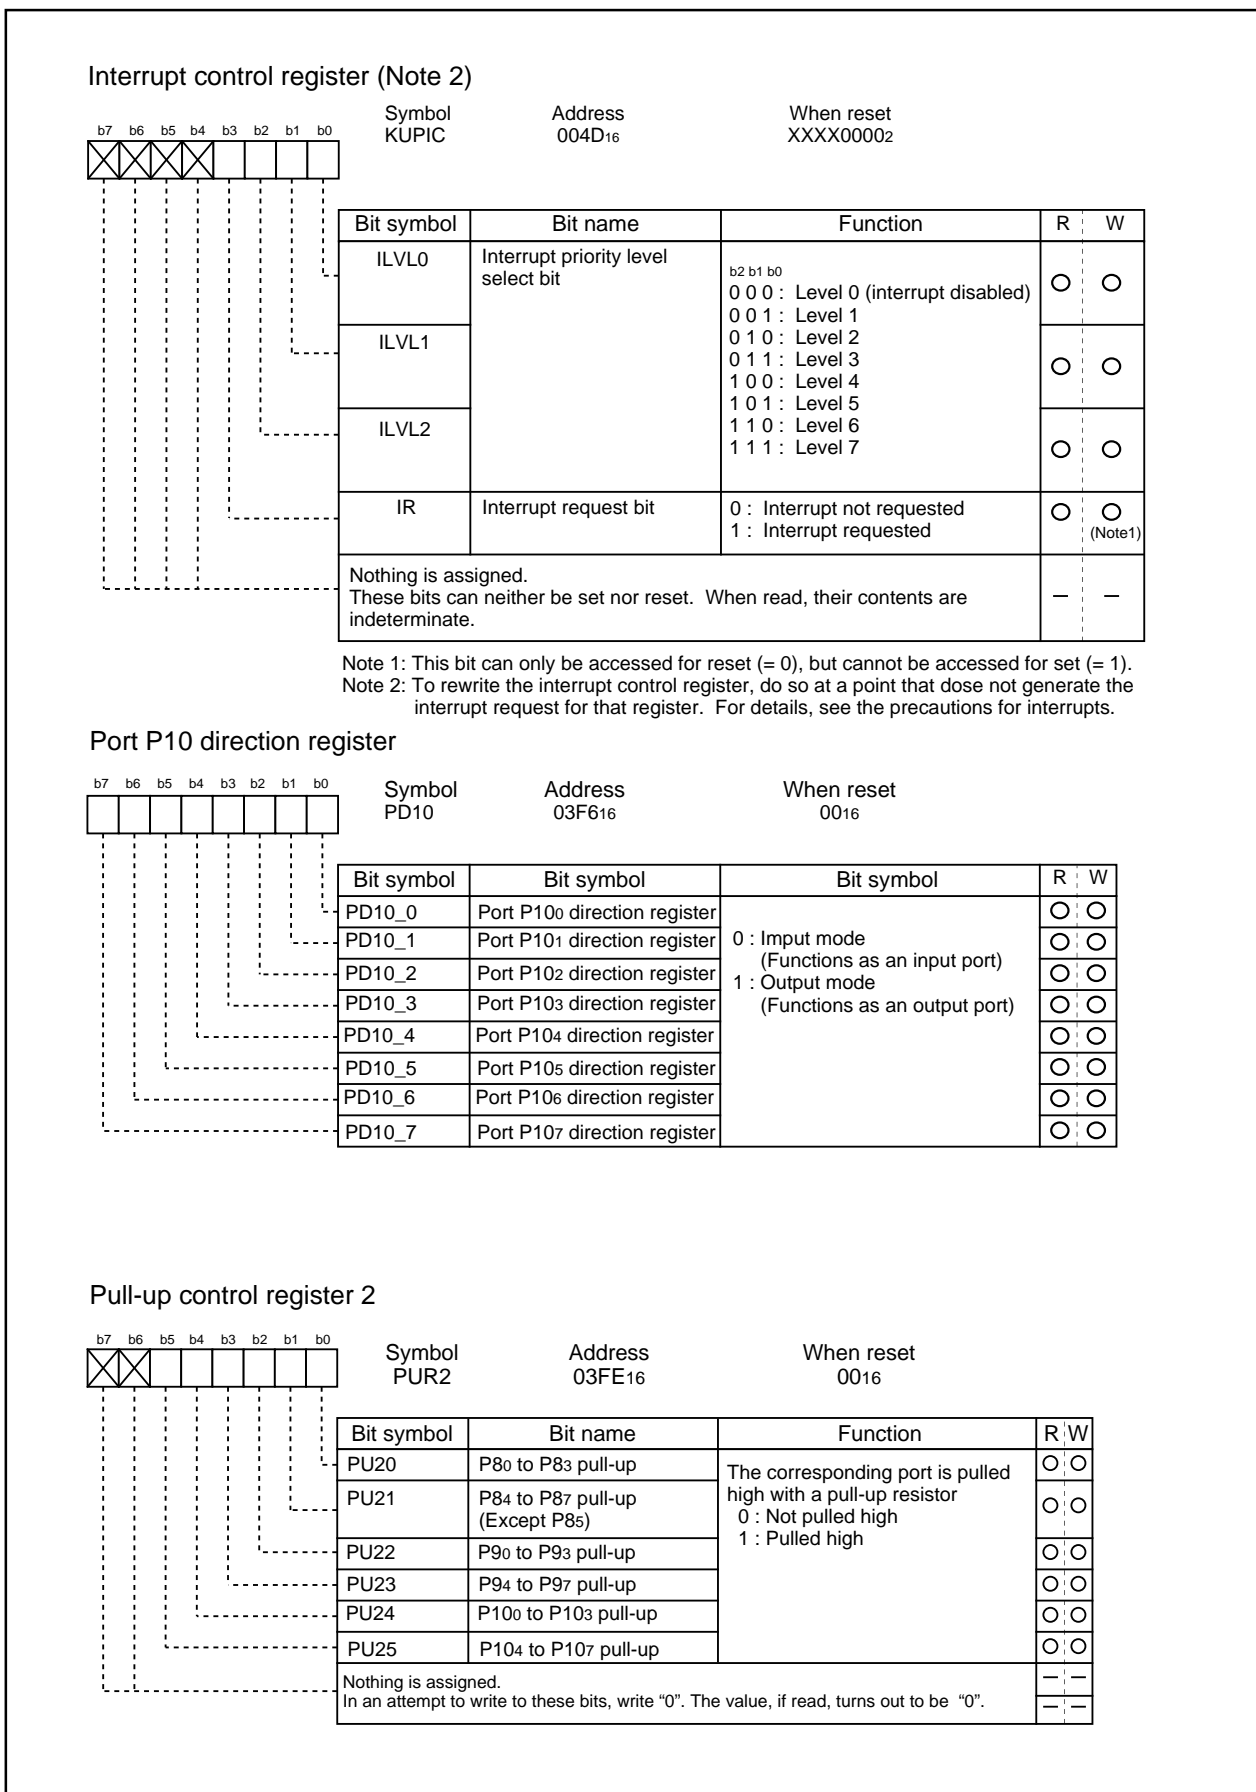 Interrupt control register (Note 2)
Symbol Address When reset
KUPIC 004D16 XXXX00002
b7 b6 b5 b4 b3 b2 b1 b0
Bit symbol Bit name Function R W
ILVL0 Interrupt priority level
select bit
b2 b1 b0
0 0 0 : Level 0 (interrupt disabled)
0 0 1 : Level 1
ILVL1 0 1 0 : Level 2
0 1 1 : Level 3
1 0 0 : Level 4
1 0 1 : Level 5
ILVL2 1 1 0 : Level 6
1 1 1 : Level 7
IR Interrupt request bit 0 : Interrupt not requested
1 : Interrupt requested (Note1)
Nothing is assigned.
These bits can neither be set nor reset. When read, their contents are
indeterminate.
Note 1: This bit can only be accessed for reset (= 0), but cannot be accessed for set (= 1).
Note 2: To rewrite the interrupt control register, do so at a point that dose not generate the
interrupt request for that register. For details, see the precautions for interrupts.
Port P10 direction register
b7 b6 b5 b4 b3 b2 b1 b0
Symbol Address When reset
PD10 03F616 0016
Bit symbol Bit symbol Bit symbol R W
PD10_0 Port P100 direction register
PD10_1 Port P101 direction register 0 : Imput mode
(Functions as an input port)
PD10_2 Port P102 direction register 1 : Output mode
PD10_3 Port P103 direction register (Functions as an output port)
PD10_4 Port P104 direction register
PD10_5 Port P105 direction register
PD10_6 Port P106 direction register
PD10_7 Port P107 direction register
Pull-up control register 2
b7 b6 b5 b4 b3 b2 b1 b0
Symbol Address When reset
PUR2 03FE16 0016
Bit symbol Bit name Function R W
PU20 P80 to P83 pull-up The corresponding port is pulled
PU21 P84 to P87 pull-up high with a pull-up resistor
(Except P85) 0 : Not pulled high
1 : Pulled high
PU22 P90 to P93 pull-up
PU23 P94 to P97 pull-up
PU24 P100 to P103 pull-up
PU25 P104 to P107 pull-up
Nothing is assigned.
In an attempt to write to these bits, write “0”. The value, if read, turns out to be “0”.